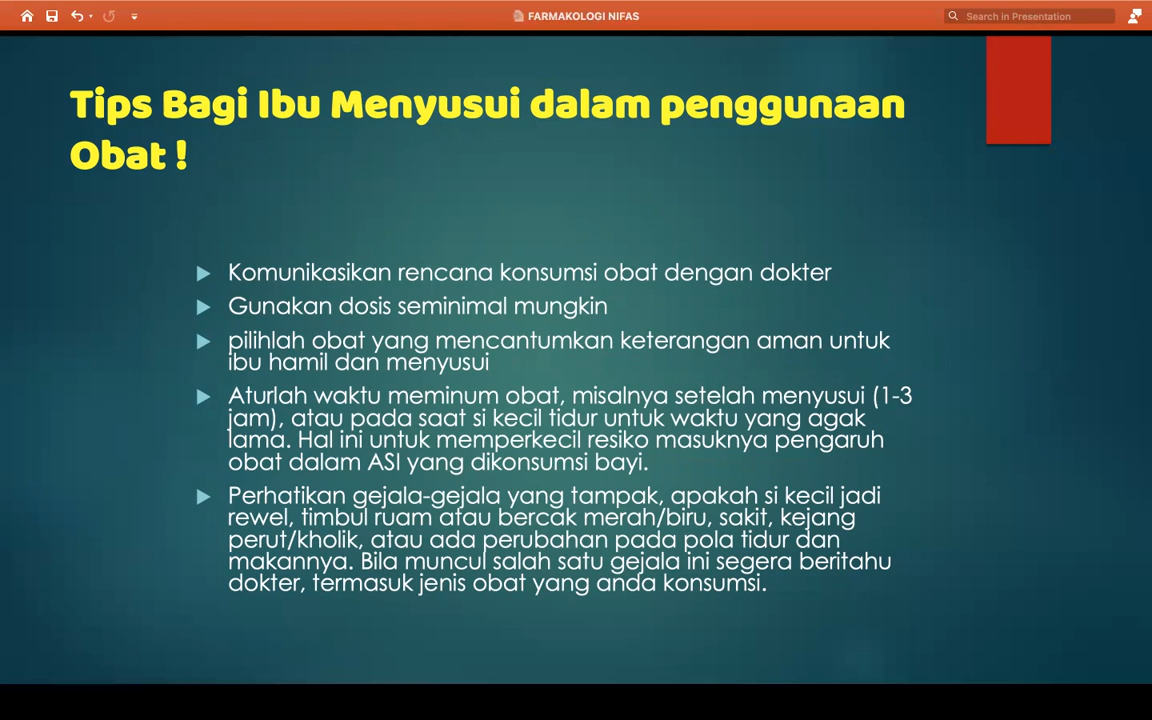 FARMAKOLOGI NIFAS
Search in Presentation
Tips Bagi Ibu Menyusui dalam penggunaan
Obat !
Komunikasikan rencana konsumsi obat dengan dokter
Gunakan dosis seminimal mungkin
pilihlah obat yang mencantumkan keterangan aman untuk
ibu hamil dan menyusui
Aturlah waktu meminum obat, misalnya setelah menyusui (1-3
jam), atau pada saat si kecil tidur untuk waktu yang agak
lama. Hal ini untuk memperkecil resiko masuknya pengaruh
obat dalam ASI yang dikonsumsi bayi.
Perhatikan gejala-gejala yang tampak, apakah si kecil jadi
rewel, timbul ruam atau bercak merah/biru, sakit, kejang
perut/kholik, atau ada perubahan pada pola tidur dan
makannya. Bila muncul salah satu gejala ini segera beritahu
dokter, termasuk jenis obat yang anda konsumsi.